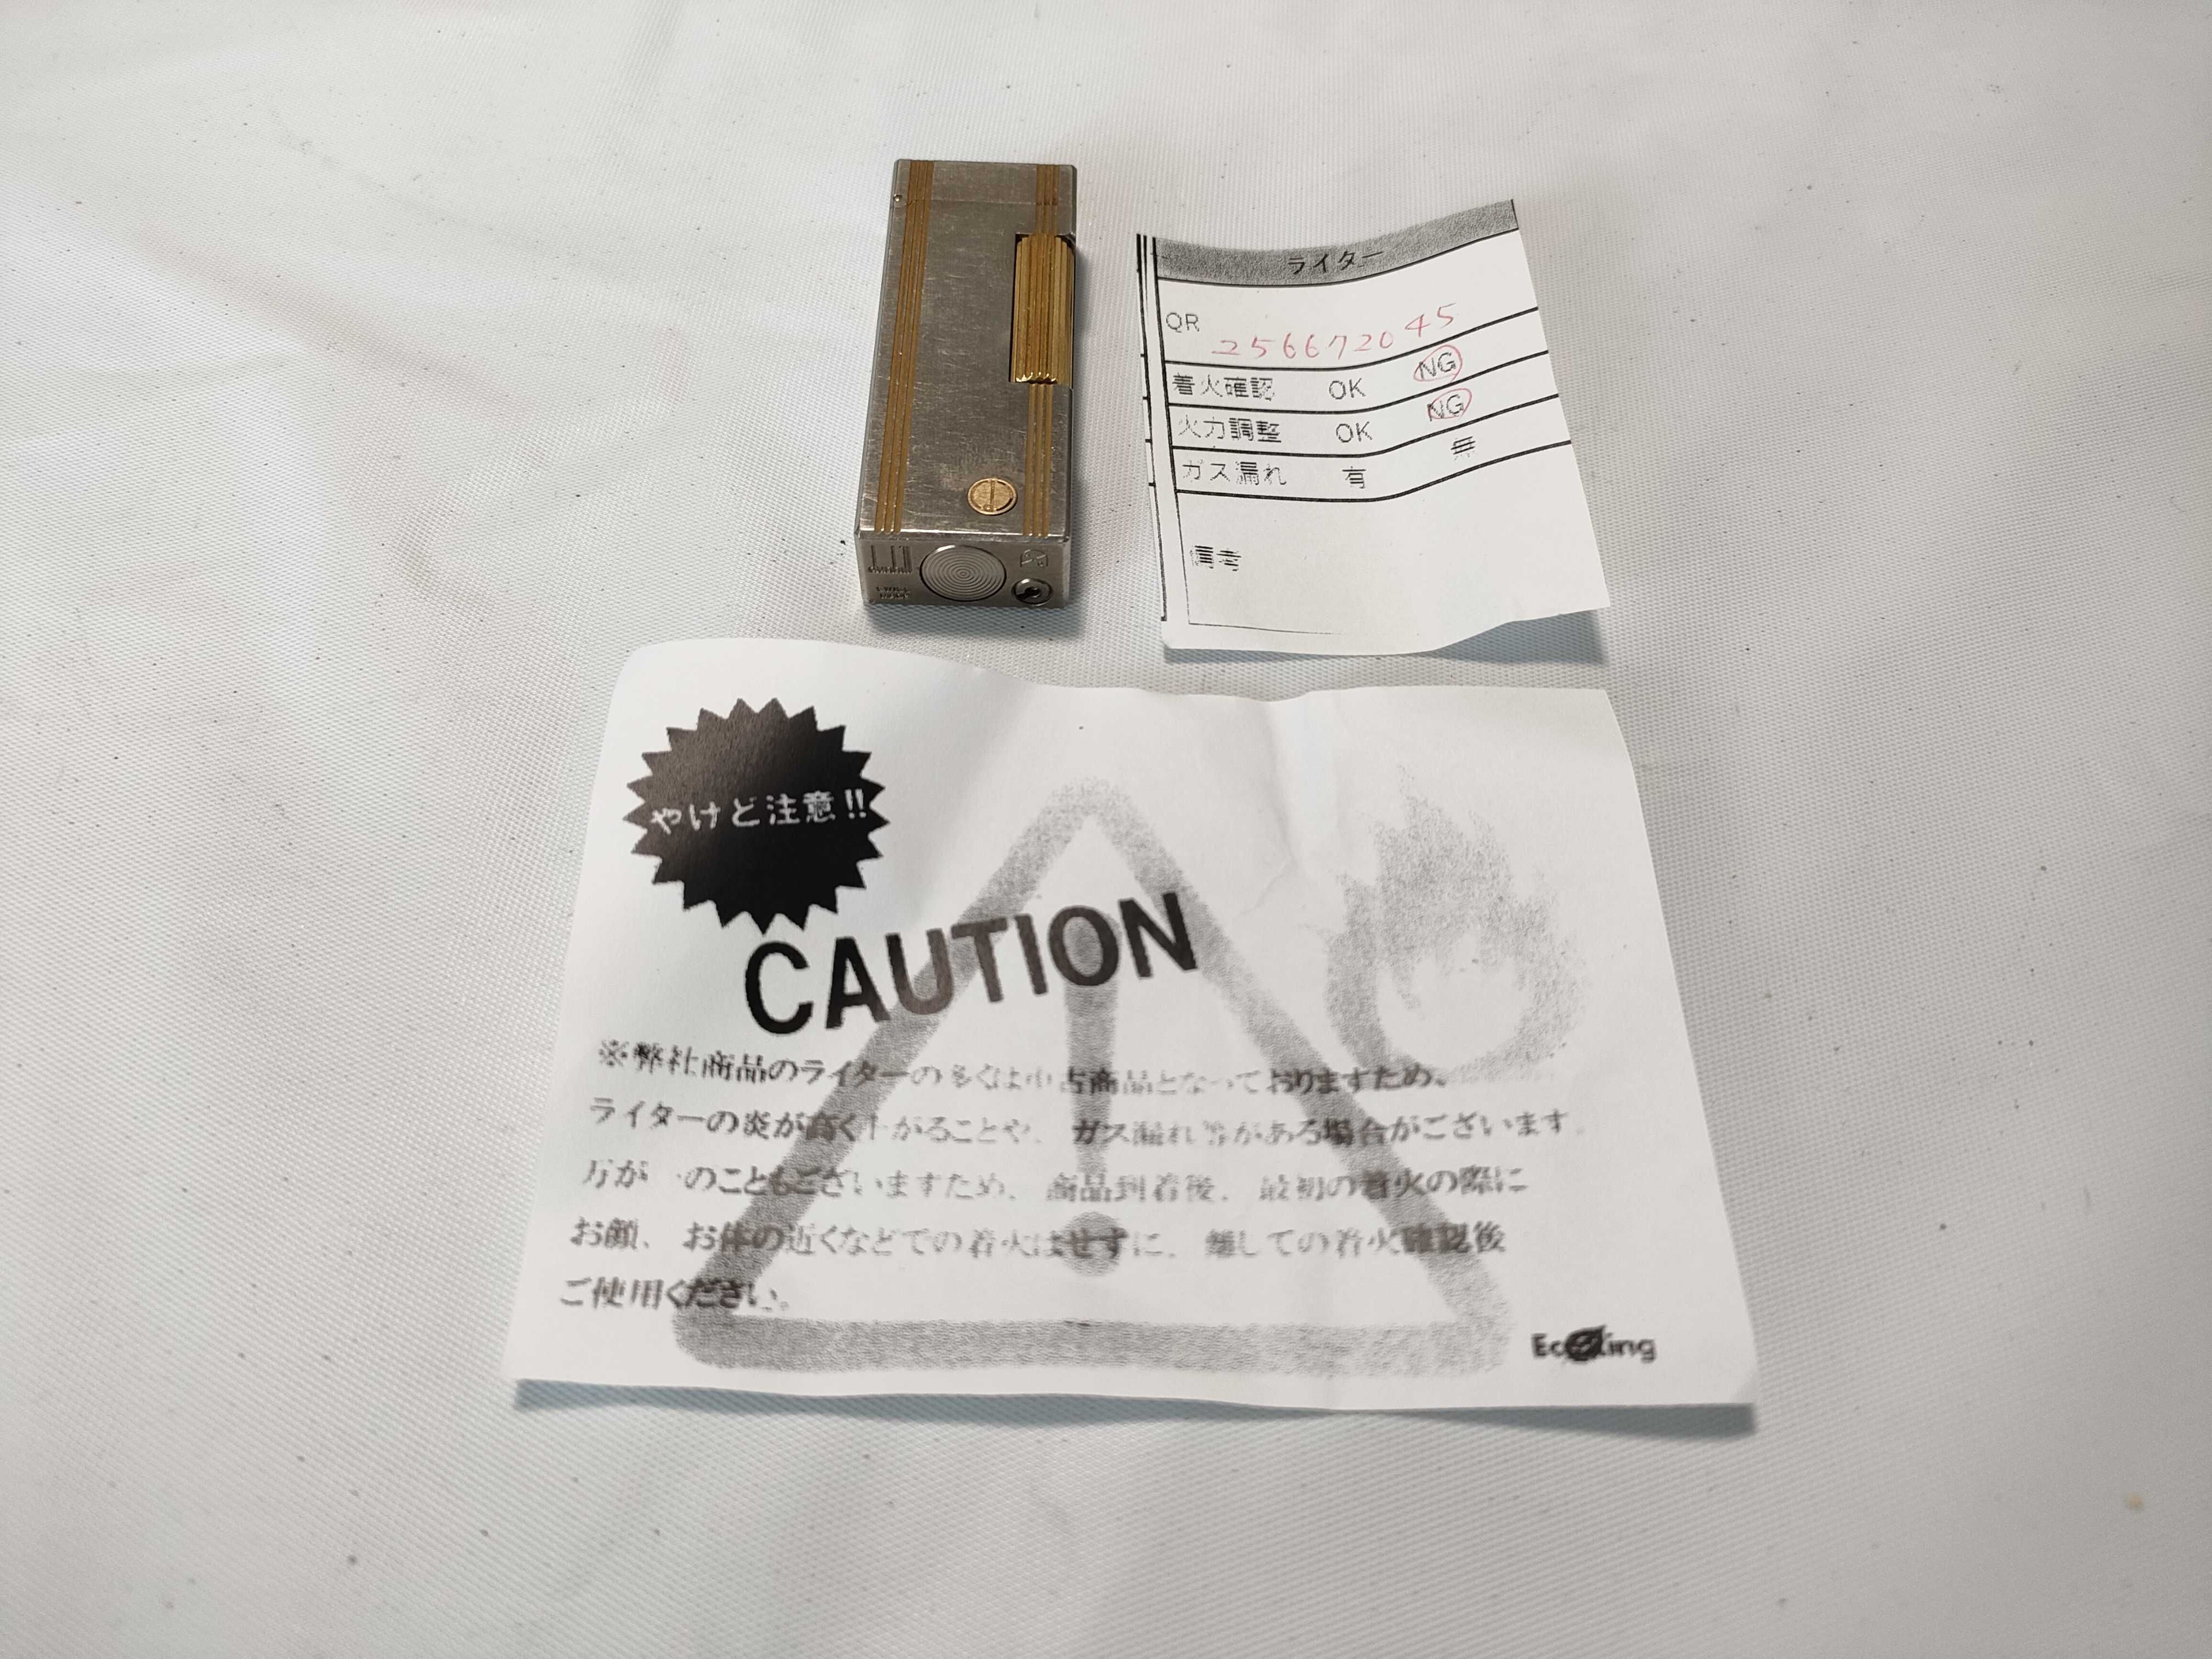 dunhill
SWISS
MADE
ライター
QR 2566720 45
着火確認 OK NG
火力調整 OK NG
ガス漏れ 有 無
備考
やけど注意!!
CAUTION
※弊社商品のライターの多くは中古商品となっておりますため、
ライターの炎が高く上がることや、ガス漏れ等がある場合がございます。
万が一のこともございますため、商品到着後、最初の着火の際に
お顔、お体の近くなどでの着火はせずに、離しての着火確認後
ご使用ください。
EcoRing